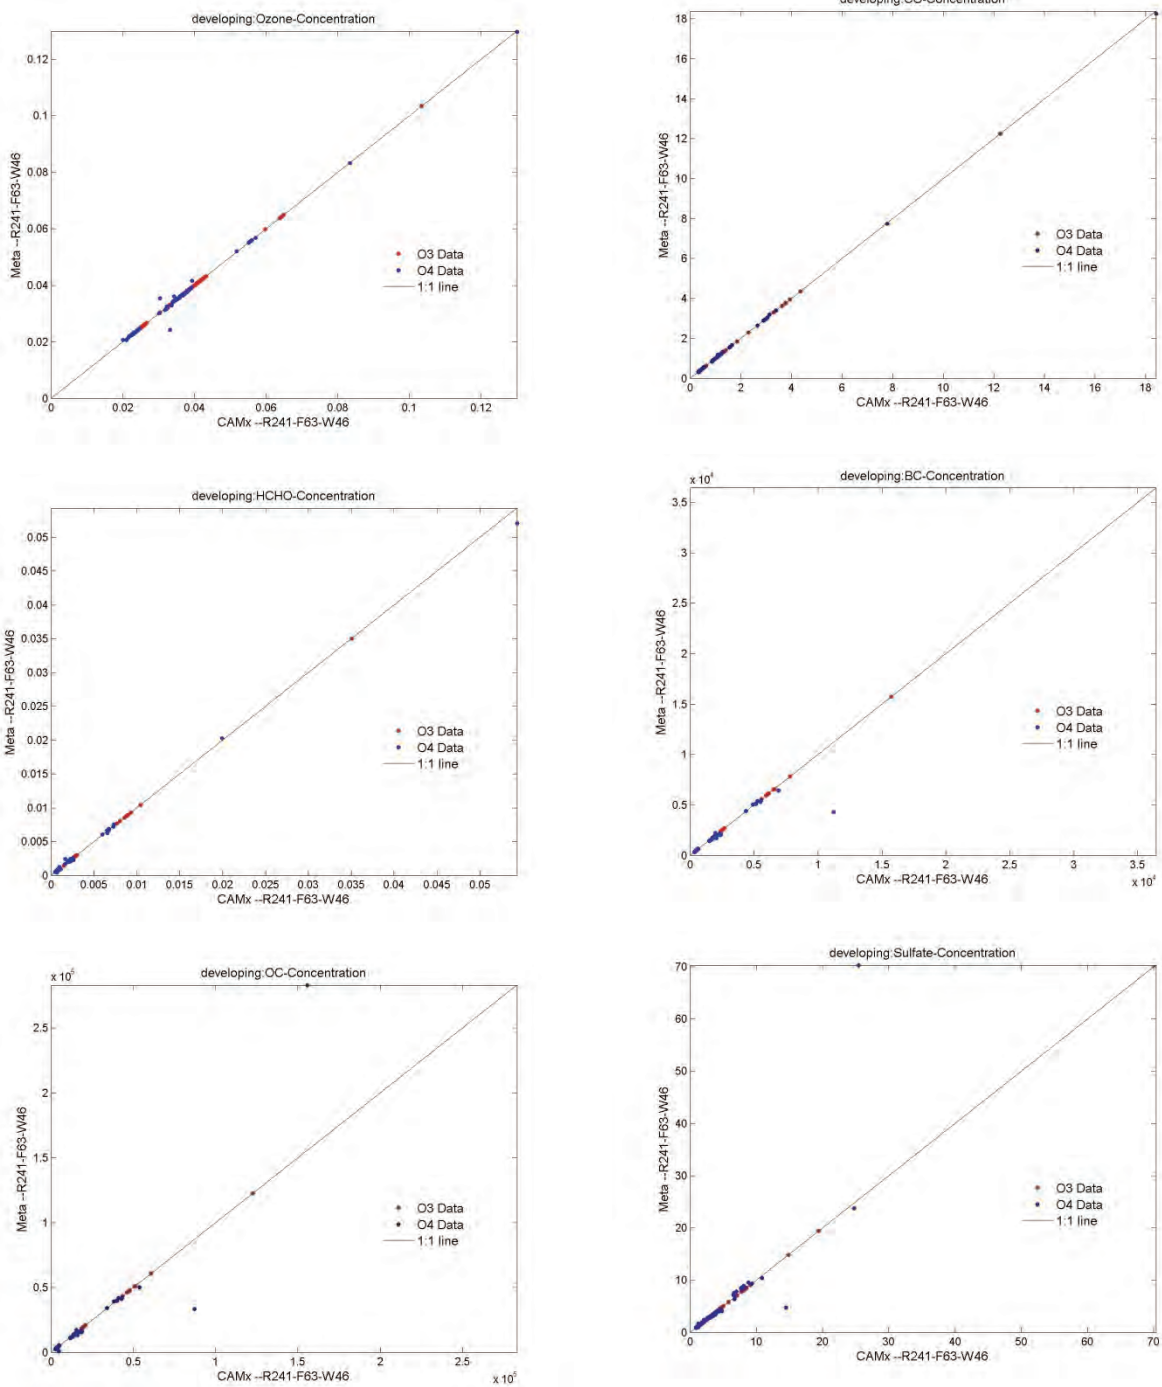 developing:Ozone-Concentration
0.12
0.1
0.08
0.06
0.04
0.02
0
Meta --R241-F63-W46
O3 Data
O4 Data
1:1 line
0 0.02 0.04 0.06 0.08 0.1 0.12
CAMx --R241-F63-W46
18
16
14
12
10
8
6
4
2
0
Meta --R241-F63-W46
O3 Data
O4 Data
1:1 line
0 2 4 6 8 10 12 14 16 18
CAMx --R241-F63-W46
developing:HCHO-Concentration
0.05
0.045
0.04
0.035
0.03
0.025
0.02
0.015
0.01
0.005
0
Meta --R241-F63-W46
O3 Data
O4 Data
1:1 line
0 0.005 0.01 0.015 0.02 0.025 0.03 0.035 0.04 0.045 0.05
CAMx --R241-F63-W46
developing:BC-Concentration
3.5
3
2.5
2
1.5
1
0.5
0
Meta --R241-F63-W46
O3 Data
O4 Data
1:1 line
0 0.5 1 1.5 2 2.5 3 3.5
CAMx --R241-F63-W46
developing:OC-Concentration
2.5
2
1.5
1
0.5
0
Meta --R241-F63-W46
O3 Data
O4 Data
1:1 line
0 0.5 1 1.5 2 2.5
CAMx --R241-F63-W46
developing:Sulfate-Concentration
70
60
50
40
30
20
10
0
Meta --R241-F63-W46
O3 Data
O4 Data
1:1 line
0 10 20 30 40 50 60 70
CAMx --R241-F63-W46